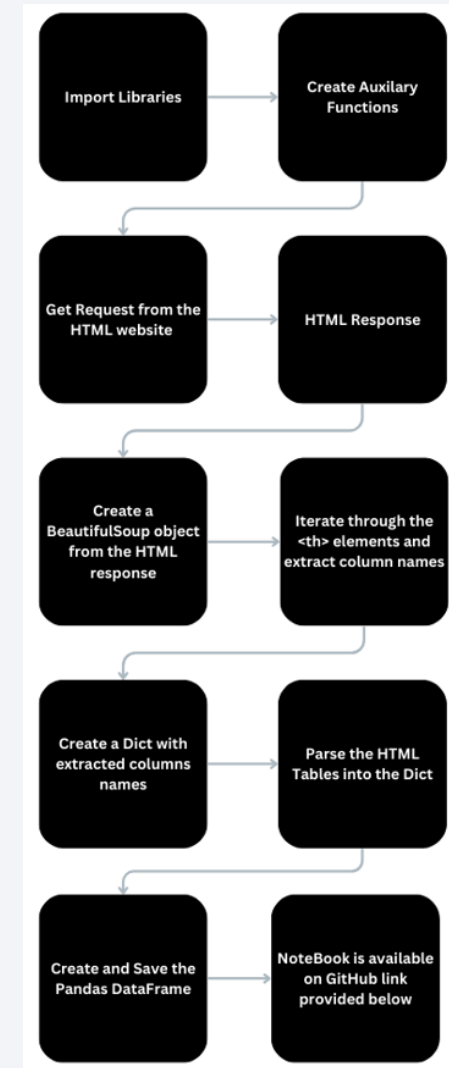 Import Libraries
Create Auxilary
Functions
Get Request from the
HTML website
HTML Response
Create a
BeautifulSoup object
from the HTML
response
Iterate through the
<th> elements and
extract column names
Create a Dict with
extracted columns
names
Parse the HTML
Tables into the Dict
Create and Save the
Pandas DataFrame
NoteBook is available
on GitHub link
provided below